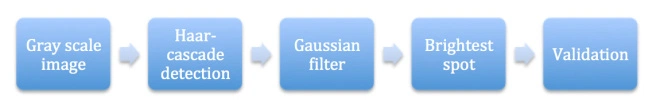 Gray scale
image
Haar-
cascade
detection
Gaussian
filter
Brightest
spot
Validation